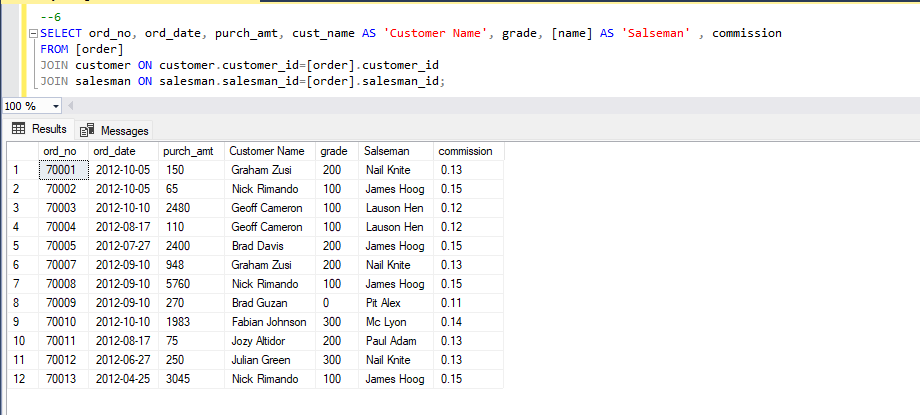 --6
SELECT ord_no, ord_date, purch_amt, cust_name AS 'Customer Name', grade, [name] AS 'Salseman' , commission
FROM [order]
JOIN customer ON customer.customer_id=[order].customer_id
JOIN salesman ON salesman.salesman_id=[order].salesman_id;
100 %
Results Messages
ord_no ord_date purch_amt Customer Name grade Salseman commission
1 70001 2012-10-05 150 Graham Zusi 200 Nail Knite 0.13
2 70002 2012-10-05 65 Nick Rimando 100 James Hoog 0.15
3 70003 2012-10-10 2480 Geoff Cameron 100 Lauson Hen 0.12
4 70004 2012-08-17 110 Geoff Cameron 100 Lauson Hen 0.12
5 70005 2012-07-27 2400 Brad Davis 200 James Hoog 0.15
6 70007 2012-09-10 948 Graham Zusi 200 Nail Knite 0.13
7 70008 2012-09-10 5760 Nick Rimando 100 James Hoog 0.15
8 70009 2012-09-10 270 Brad Guzan 0 Pit Alex 0.11
9 70010 2012-10-10 1983 Fabian Johnson 300 Mc Lyon 0.14
10 70011 2012-08-17 75 Jozy Altidor 200 Paul Adam 0.13
11 70012 2012-06-27 250 Julian Green 300 Nail Knite 0.13
12 70013 2012-04-25 3045 Nick Rimando 100 James Hoog 0.15